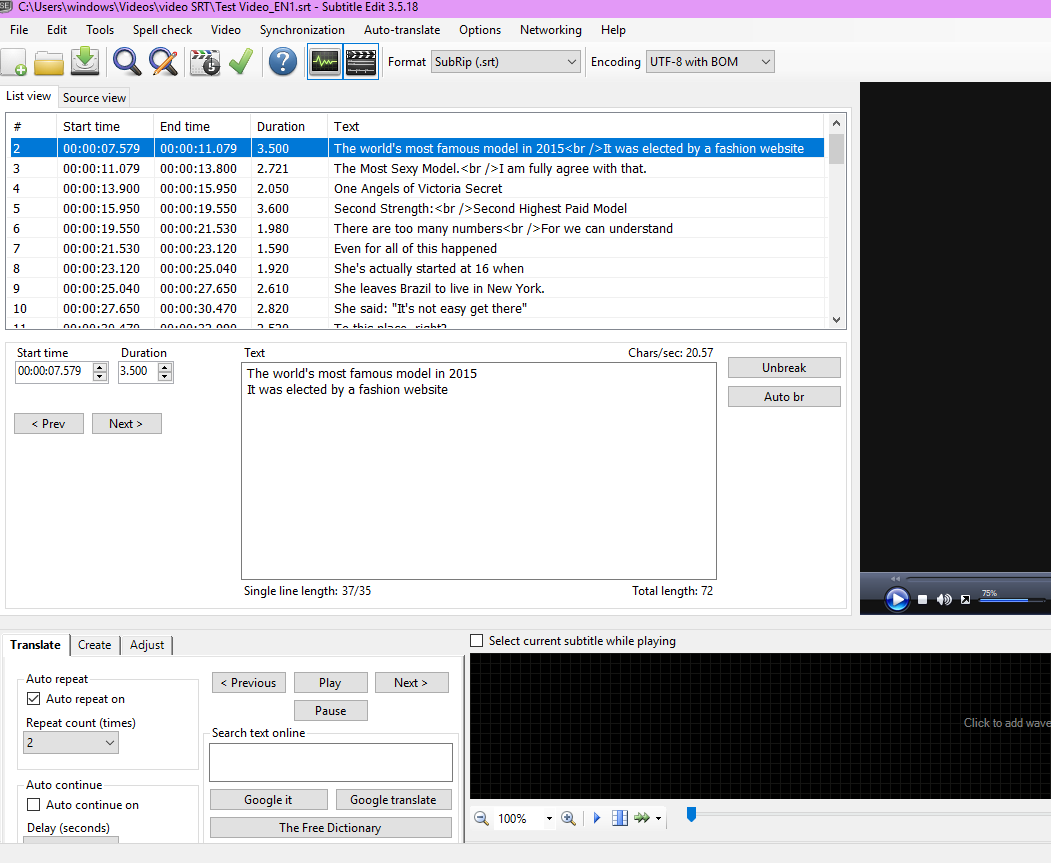 SE C:\Users\windows\Videos\video SRT\Test Video_EN1.srt - Subtitle Edit 3.5.18
File Edit Tools Spell check Video Synchronization Auto-translate Options Networking Help
Format SubRip (.srt) Encoding UTF-8 with BOM
List view Source view
# Start time End time Duration Text
2 00:00:07.579 00:00:11.079 3.500 The world's most famous model in 2015<br />It was elected by a fashion website
3 00:00:11.079 00:00:13.800 2.721 The Most Sexy Model.<br />I am fully agree with that.
4 00:00:13.900 00:00:15.950 2.050 One Angels of Victoria Secret
5 00:00:15.950 00:00:19.550 3.600 Second Strength:<br />Second Highest Paid Model
6 00:00:19.550 00:00:21.530 1.980 There are too many numbers<br />For we can understand
7 00:00:21.530 00:00:23.120 1.590 Even for all of this happened
8 00:00:23.120 00:00:25.040 1.920 She's actually started at 16 when
9 00:00:25.040 00:00:27.650 2.610 She leaves Brazil to live in New York.
10 00:00:27.650 00:00:30.470 2.820 She said: "It's not easy get there"
11 00:00:30.470 To this place, right?
Start time Duration Text Chars/sec: 20.57
00:00:07.579 3.500
The world's most famous model in 2015
It was elected by a fashion website
Unbreak
Auto br
< Prev Next >
Single line length: 37/35 Total length: 72
75%
Translate Create Adjust
Select current subtitle while playing
Auto repeat
Auto repeat on
Repeat count (times)
2
Auto continue
Auto continue on
Delay (seconds)
< Previous Play Next >
Pause
Search text online
Google it Google translate
The Free Dictionary
Click to add wave
100%